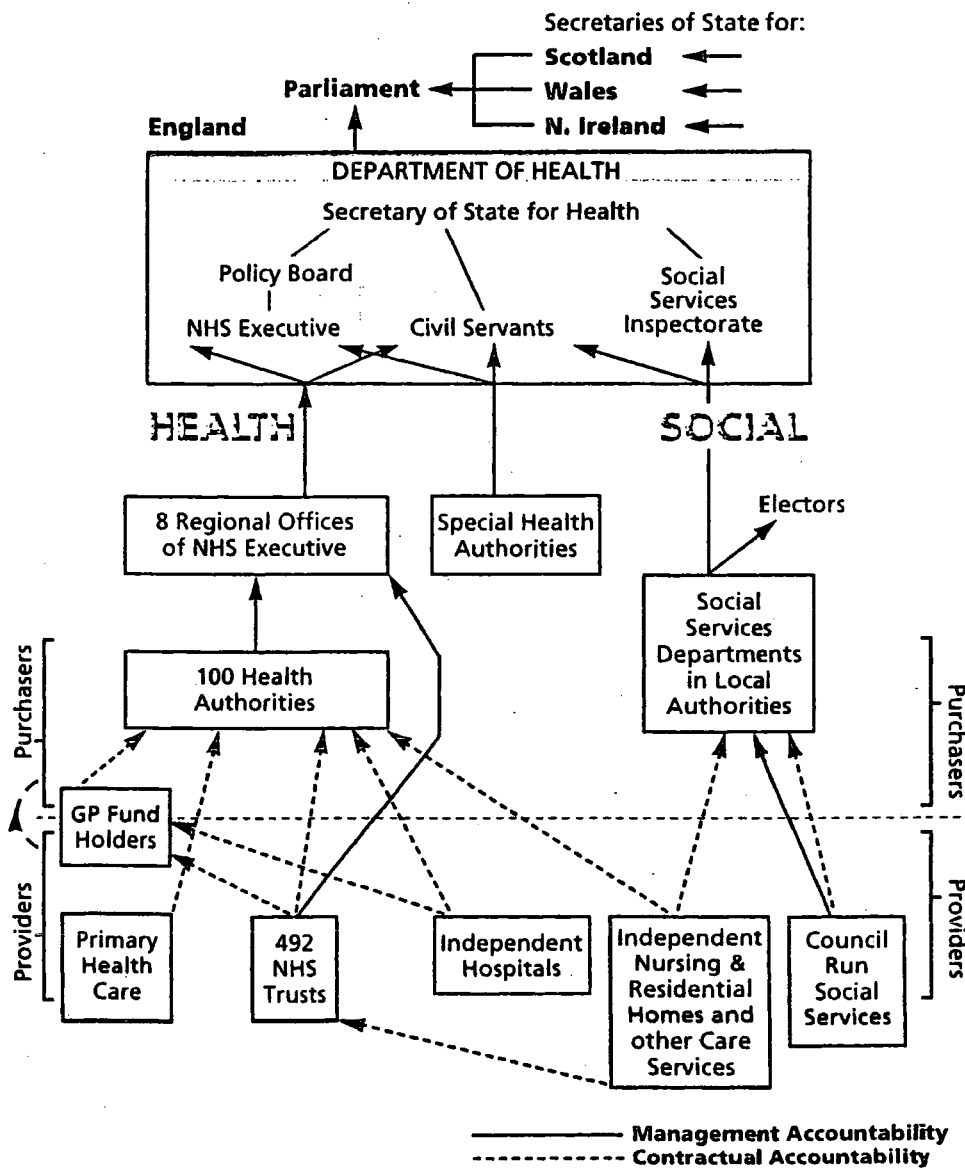 Secretaries of State for:
Scotland
Parliament
Wales
England
N. Ireland
DEPARTMENT OF HEALTH
Secretary of State for Health
Policy Board
Social
Services
Inspectorate
NHS Executive
Civil Servants
HEALTH
SOCIAL
8 Regional Offices
of NHS Executive
Special Health
Authorities
Electors
Social
Services
Departments
in Local
Authorities
100 Health
Authorities
Purchasers
Purchasers
GP Fund
Holders
Providers
Providers
Primary
Health
Care
492
NHS
Trusts
Independent
Hospitals
Independent
Nursing &
Residential
Homes and
other Care
Services
Council
Run
Social
Services
Management Accountability
Contractual Accountability